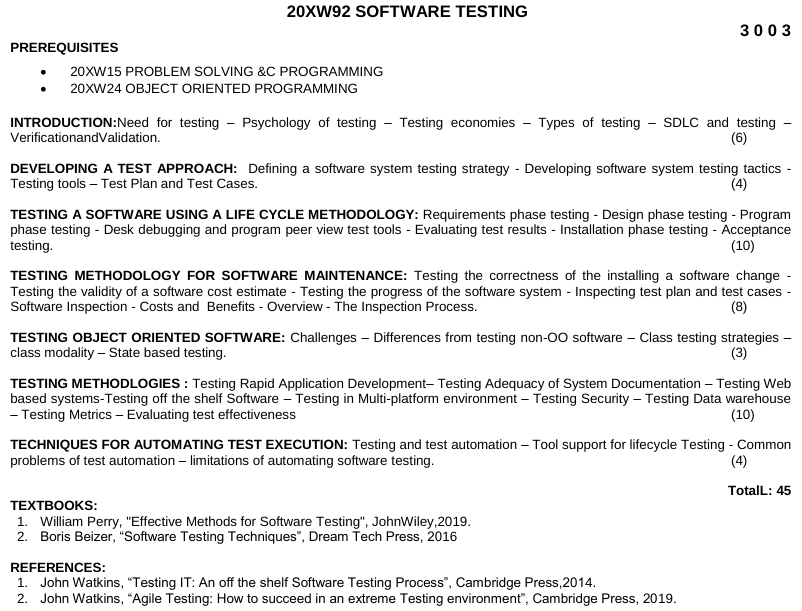 20XW92 SOFTWARE TESTING
3 0 0 3
PREREQUISITES
• 20XW15 PROBLEM SOLVING &C PROGRAMMING
• 20XW24 OBJECT ORIENTED PROGRAMMING
INTRODUCTION:Need for testing – Psychology of testing – Testing economies – Types of testing – SDLC and testing –
VerificationandValidation. (6)
DEVELOPING A TEST APPROACH: Defining a software system testing strategy - Developing software system testing tactics -
Testing tools – Test Plan and Test Cases. (4)
TESTING A SOFTWARE USING A LIFE CYCLE METHODOLOGY: Requirements phase testing - Design phase testing - Program
phase testing - Desk debugging and program peer view test tools - Evaluating test results - Installation phase testing - Acceptance
testing. (10)
TESTING METHODOLOGY FOR SOFTWARE MAINTENANCE: Testing the correctness of the installing a software change -
Testing the validity of a software cost estimate - Testing the progress of the software system - Inspecting test plan and test cases -
Software Inspection - Costs and Benefits - Overview - The Inspection Process. (8)
TESTING OBJECT ORIENTED SOFTWARE: Challenges – Differences from testing non-OO software – Class testing strategies –
class modality – State based testing. (3)
TESTING METHODLOGIES : Testing Rapid Application Development– Testing Adequacy of System Documentation – Testing Web
based systems-Testing off the shelf Software – Testing in Multi-platform environment – Testing Security – Testing Data warehouse
– Testing Metrics – Evaluating test effectiveness (10)
TECHNIQUES FOR AUTOMATING TEST EXECUTION: Testing and test automation – Tool support for lifecycle Testing - Common
problems of test automation – limitations of automating software testing. (4)
TotalL: 45
TEXTBOOKS:
1. William Perry, "Effective Methods for Software Testing", JohnWiley,2019.
2. Boris Beizer, “Software Testing Techniques”, Dream Tech Press, 2016
REFERENCES:
1. John Watkins, “Testing IT: An off the shelf Software Testing Process”, Cambridge Press,2014.
2. John Watkins, “Agile Testing: How to succeed in an extreme Testing environment”, Cambridge Press, 2019.